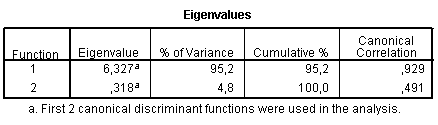 Eigenvalues
Function Eigenvalue % of Variance Cumulative % Canonical Correlation
1 6,327a 95,2 95,2 ,929
2 ,318a 4,8 100,0 ,491
a. First 2 canonical discriminant functions were used in the analysis.